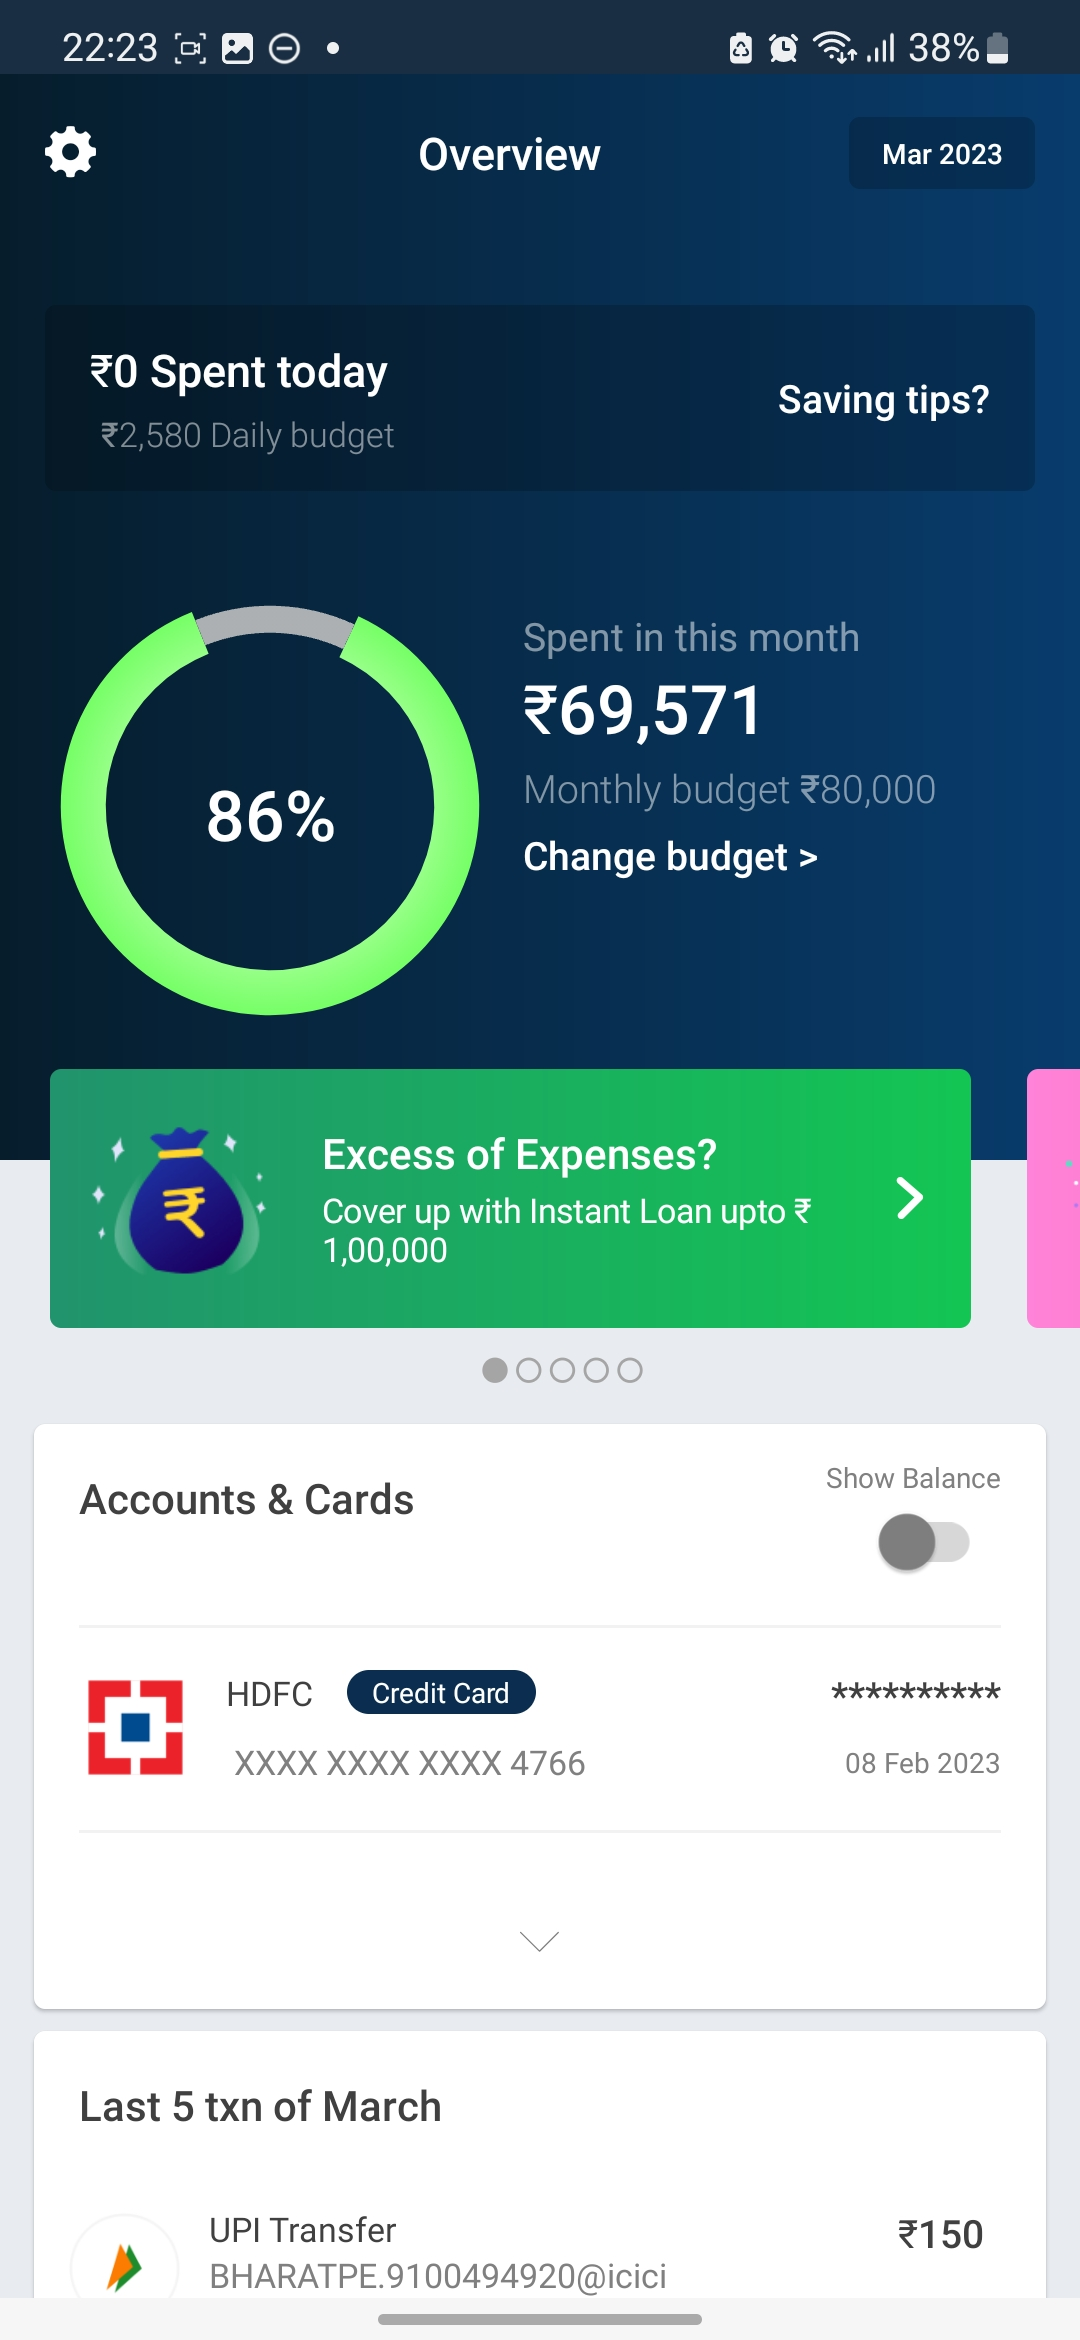 22:23
38%
Overview
Mar 2023
₹0 Spent today
₹2,580 Daily budget
Saving tips?
86%
Spent in this month
₹69,571
Monthly budget ₹80,000
Change budget >
₹
Excess of Expenses?
Cover up with Instant Loan upto ₹
1,00,000
Accounts & Cards
Show Balance
HDFC
Credit Card
**********
XXXX XXXX XXXX 4766
08 Feb 2023
Last 5 txn of March
UPI Transfer
₹150
BHARATPE.9100494920@icici